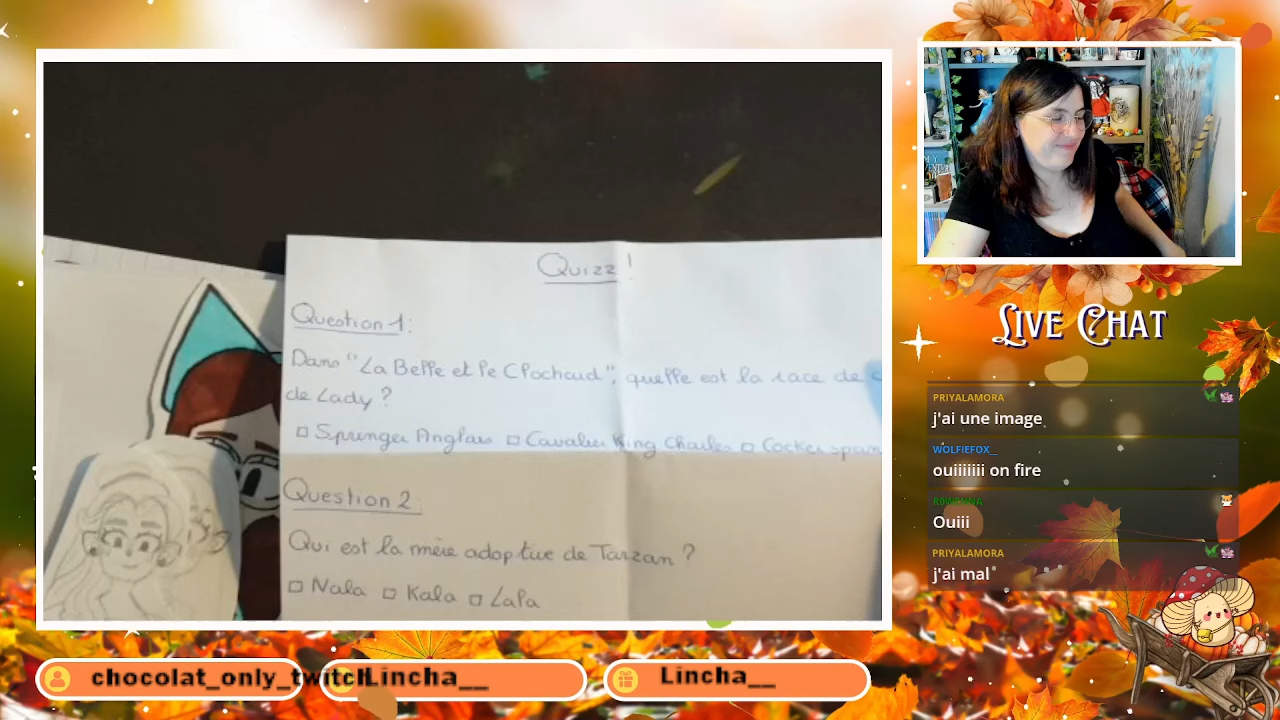 Quizz !
Question 1 :
Dans "La Belle et le Clochard", quelle est la race de
de Lady ?
□ Springer Anglais □ Cavalier King Charles □ Cocker span
Question 2 :
Qui est la mère adoptive de Tarzan ?
□ Nala □ Kala □ Lala
Live Chat
PRIYALAMORA
j'ai une image
WOLFIEFOX__
ouiiiiiii on fire
Ouiii
PRIYALAMORA
j'ai mal
chocolat_only_twitch
Lincha__
Lincha__